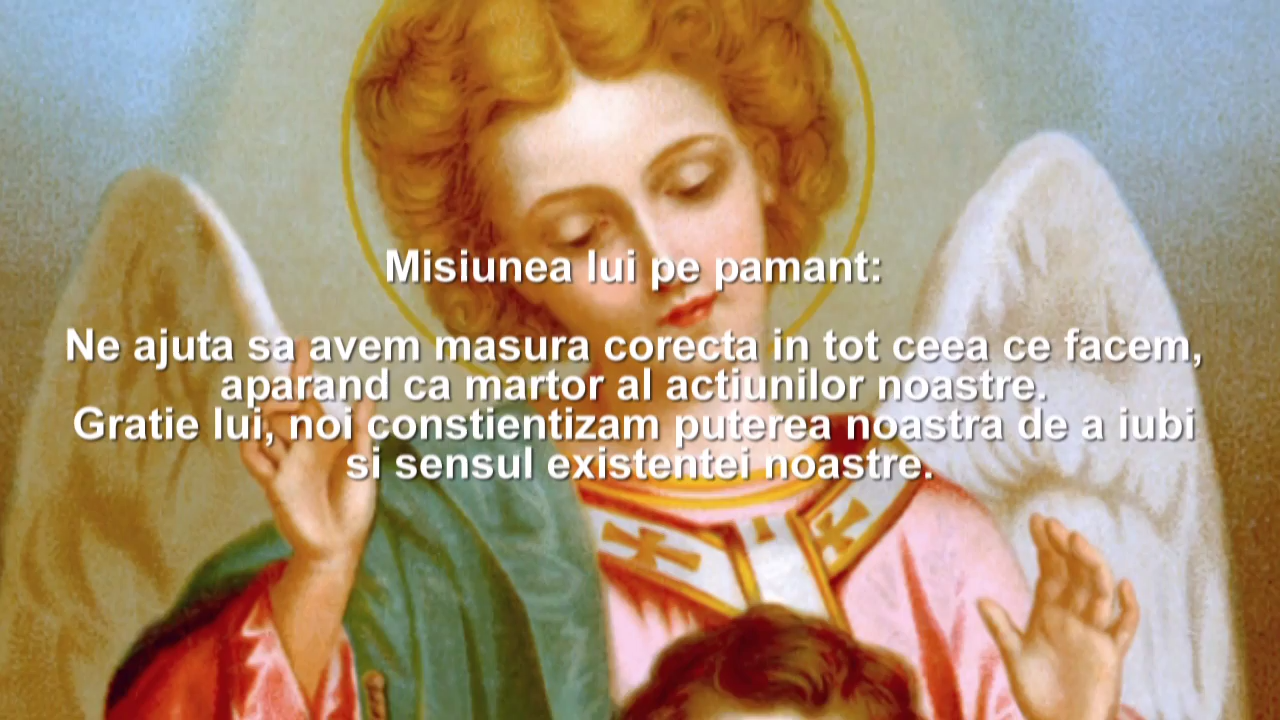 Misiunea lui pe pamant:
Ne ajuta sa avem masura corecta in tot ceea ce facem,
aparand ca martor al actiunilor noastre.
Gratie lui, noi constientizam puterea noastra de a iubi
si sensul existentei noastre.